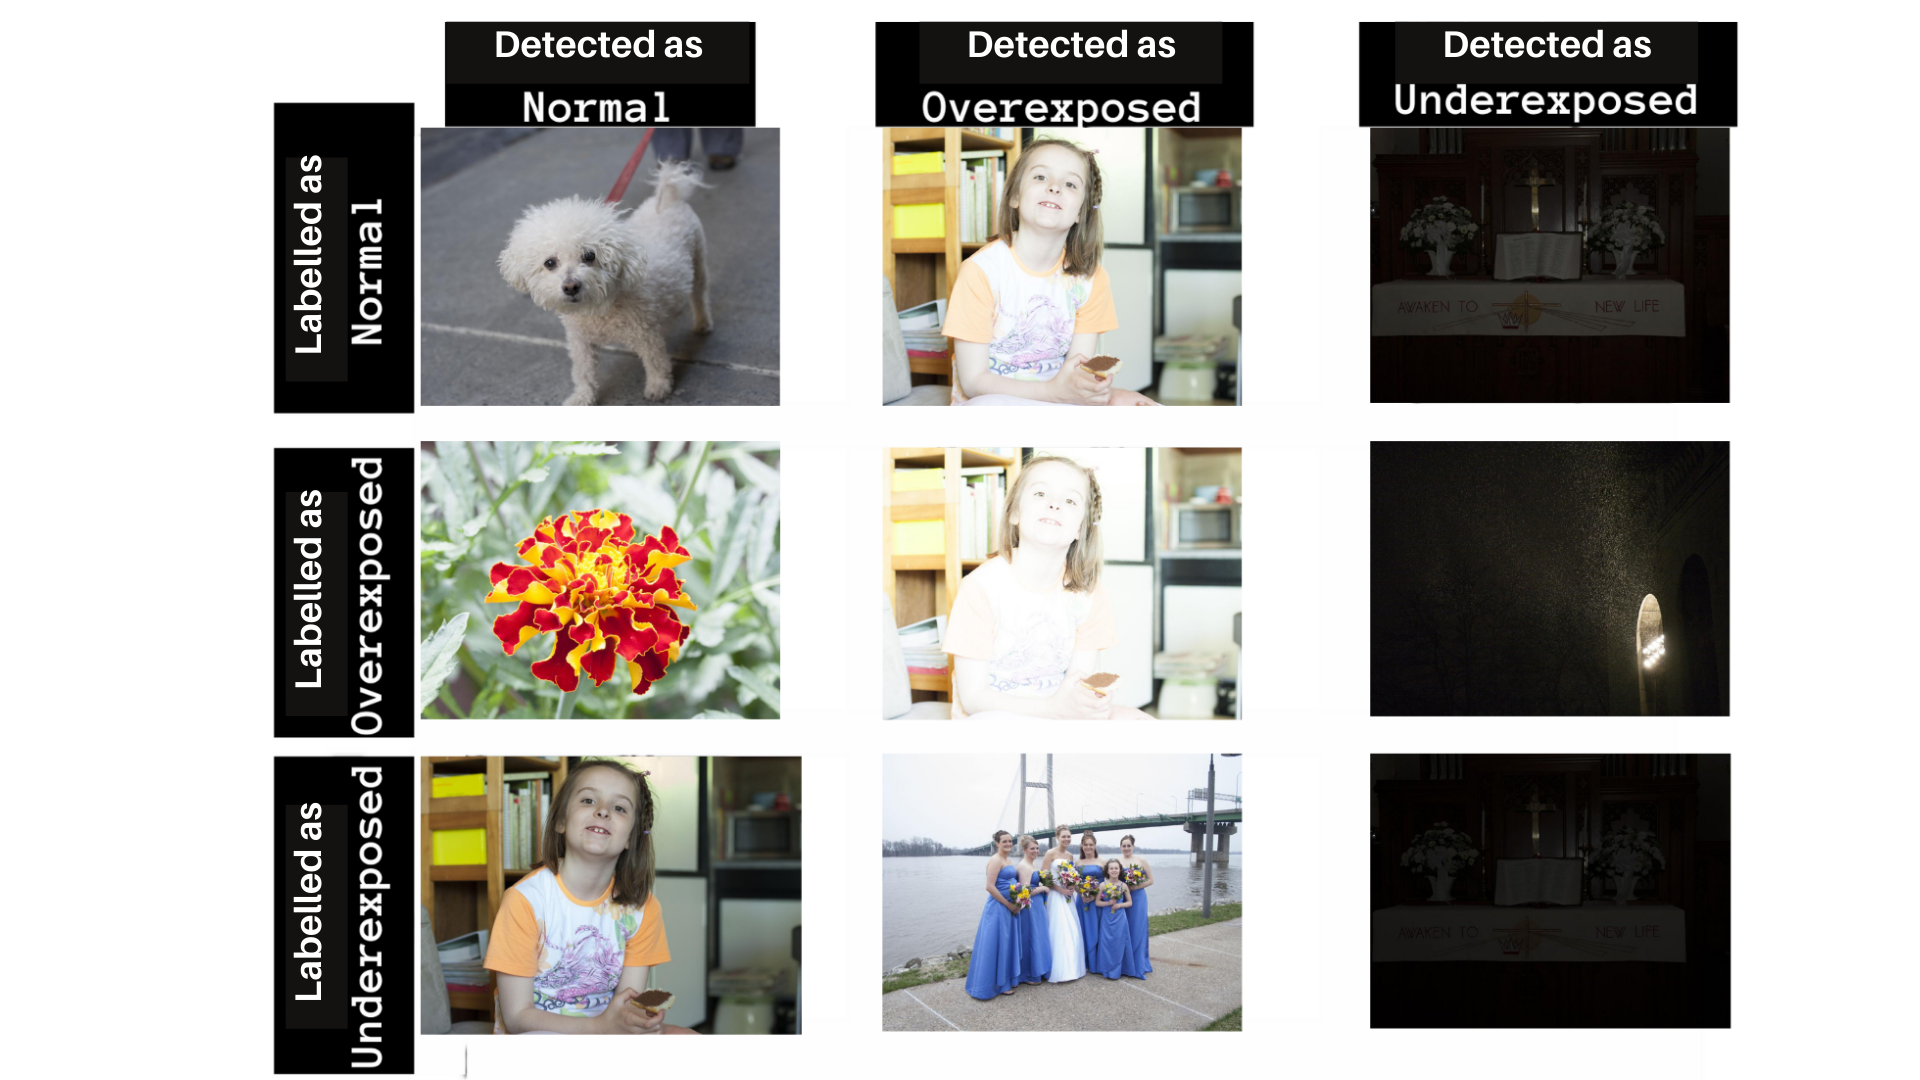 Detected as
Normal
Detected as
Overexposed
Detected as
Underexposed
Labelled as
Normal
AWAKEN TO NEW LIFE
Labelled as
Overexposed
Labelled as
Underexposed
AWAKEN TO NEW LIFE